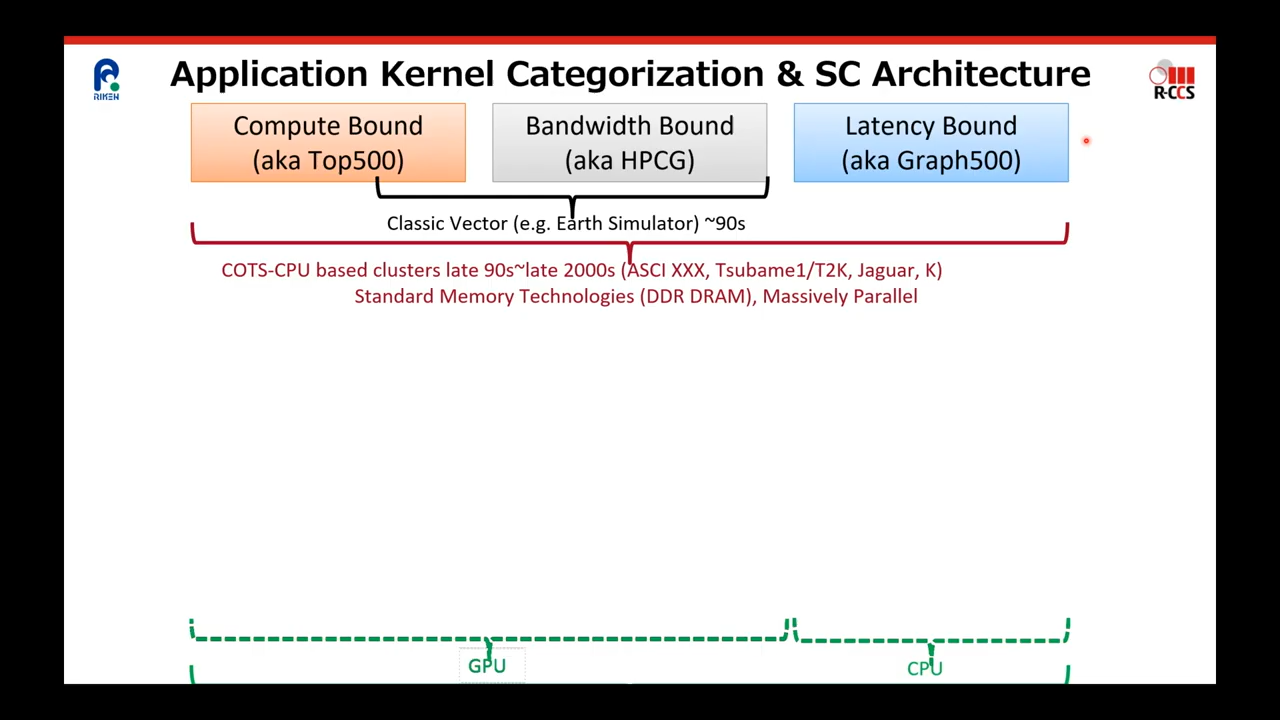 Application Kernel Categorization & SC Architecture
RIKEN
R-CCS
Compute Bound
(aka Top500)
Bandwidth Bound
(aka HPCG)
Latency Bound
(aka Graph500)
Classic Vector (e.g. Earth Simulator) ~90s
COTS-CPU based clusters late 90s~late 2000s (ASCI XXX, Tsubame1/T2K, Jaguar, K)
Standard Memory Technologies (DDR DRAM), Massively Parallel
GPU
CPU